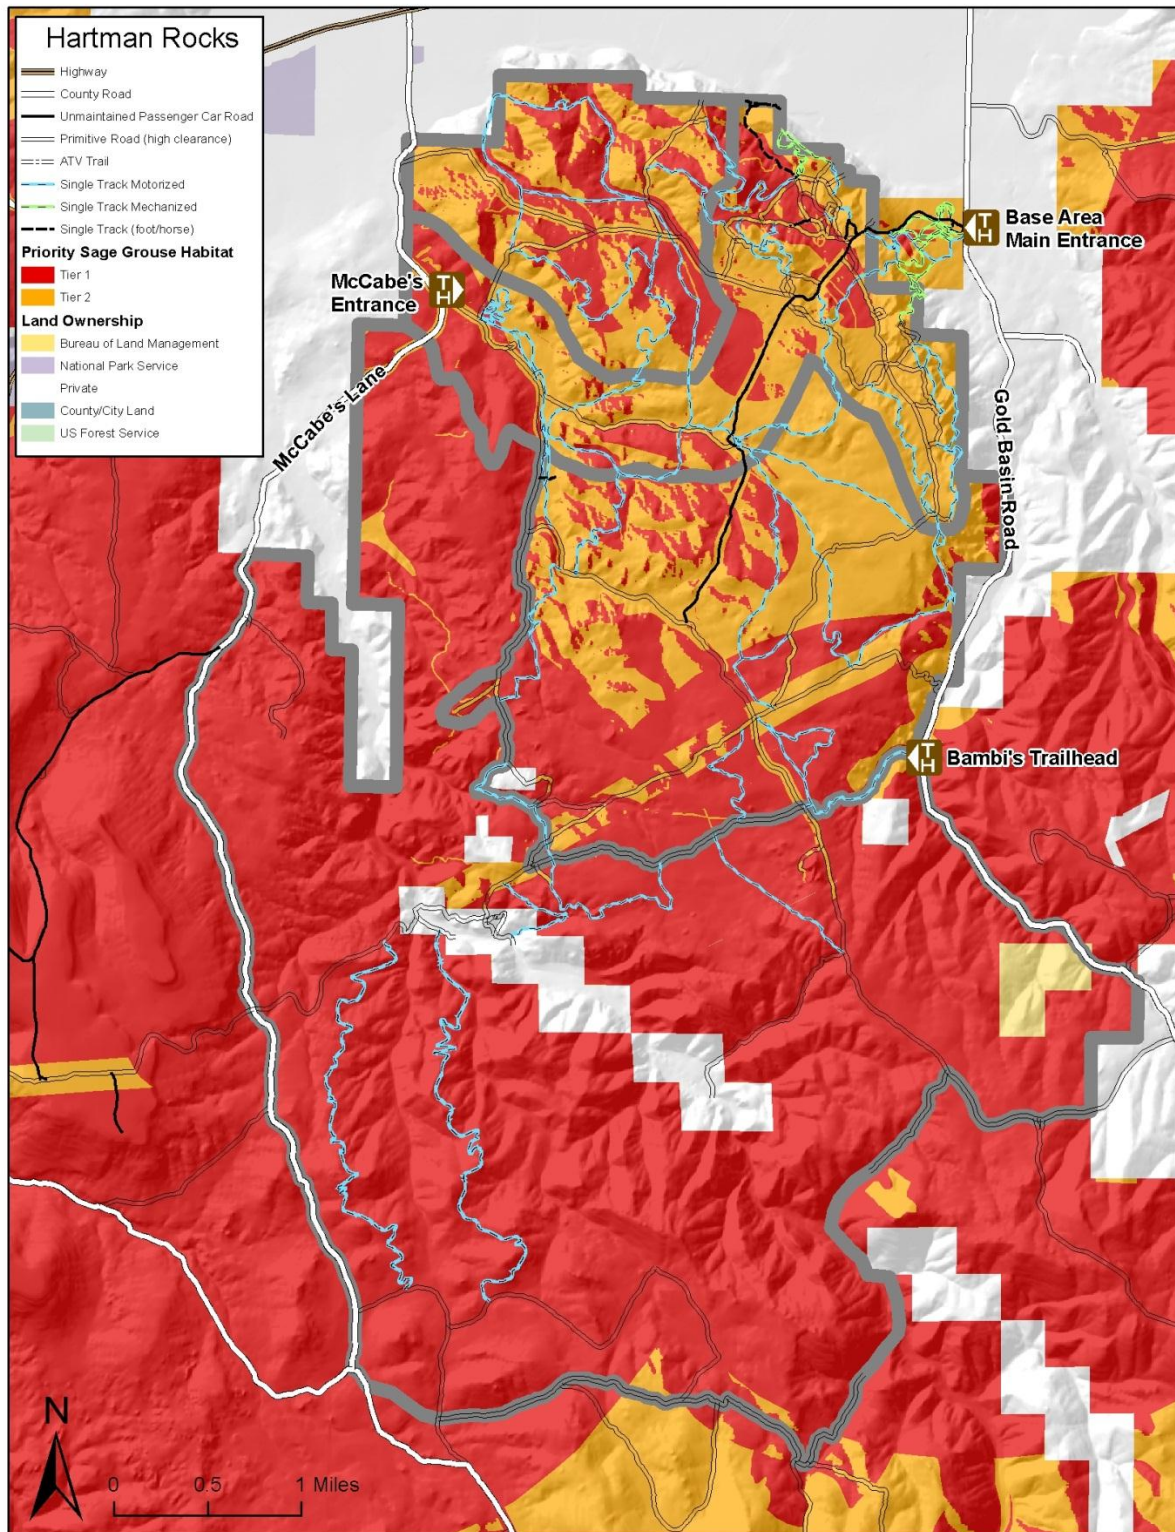 Hartman Rocks
Highway
County Road
Unmaintained Passenger Car Road
Primitive Road (high clearance)
ATV Trail
Single Track Motorized
Single Track Mechanized
Single Track (foot/horse)
Priority Sage Grouse Habitat
Tier 1
Tier 2
Land Ownership
Bureau of Land Management
National Park Service
Private
County/City Land
US Forest Service
T
H
Base Area
Main Entrance
McCabe's
Entrance
T
H
McCabe's Lane
Gold Basin Road
T
H
Bambi's Trailhead
N
0 0.5 1 Miles